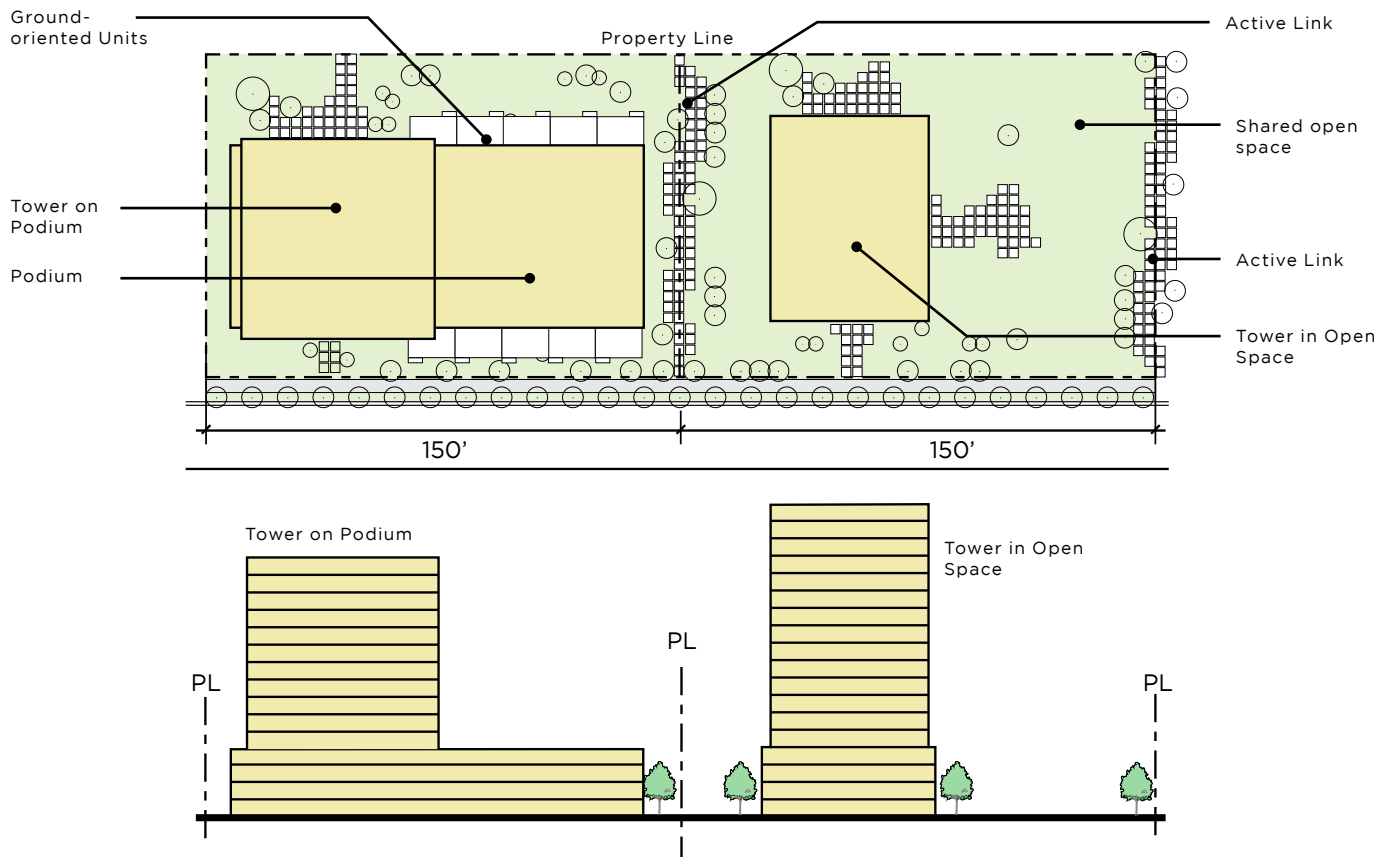 Ground-
oriented Units
Property Line
Active Link
Shared open
space
Tower on
Podium
Podium
Active Link
Tower in Open
Space
150’
150’
Tower on Podium
Tower in Open
Space
PL
PL
PL